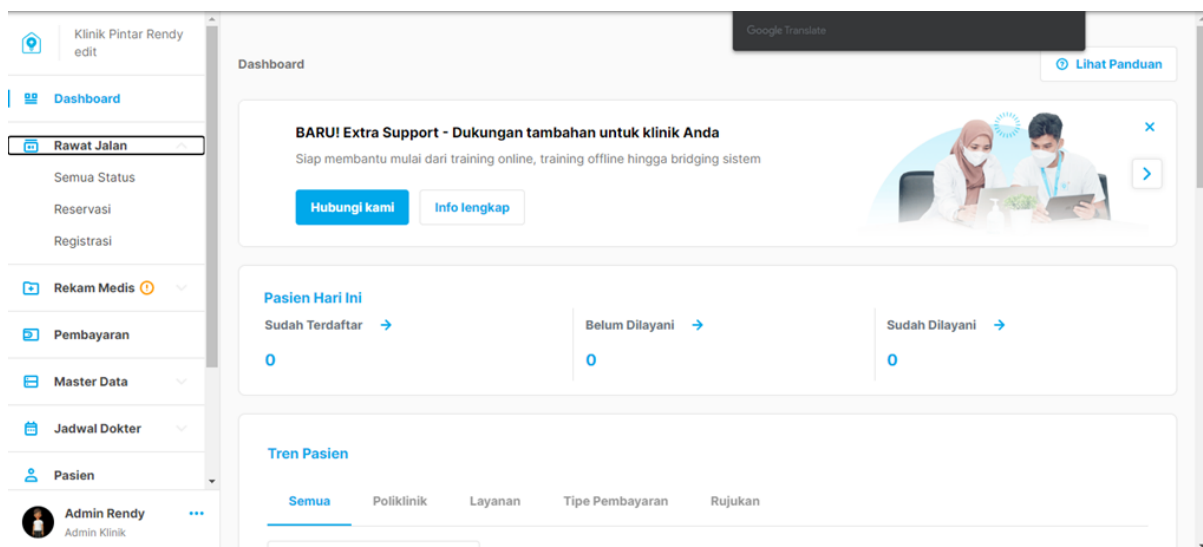 Klinik Pintar Rendy
edit
Dashboard
Rawat Jalan
Semua Status
Reservasi
Registrasi
Rekam Medis
Pembayaran
Master Data
Jadwal Dokter
Pasien
Admin Rendy
Admin Klinik
Google Translate
Dashboard
Lihat Panduan
BARU! Extra Support - Dukungan tambahan untuk klinik Anda
Siap membantu mulai dari training online, training offline hingga bridging sistem
Hubungi kami Info lengkap
Pasien Hari Ini
Sudah Terdaftar Belum Dilayani Sudah Dilayani
0 0 0
Tren Pasien
Semua Poliklinik Layanan Tipe Pembayaran Rujukan